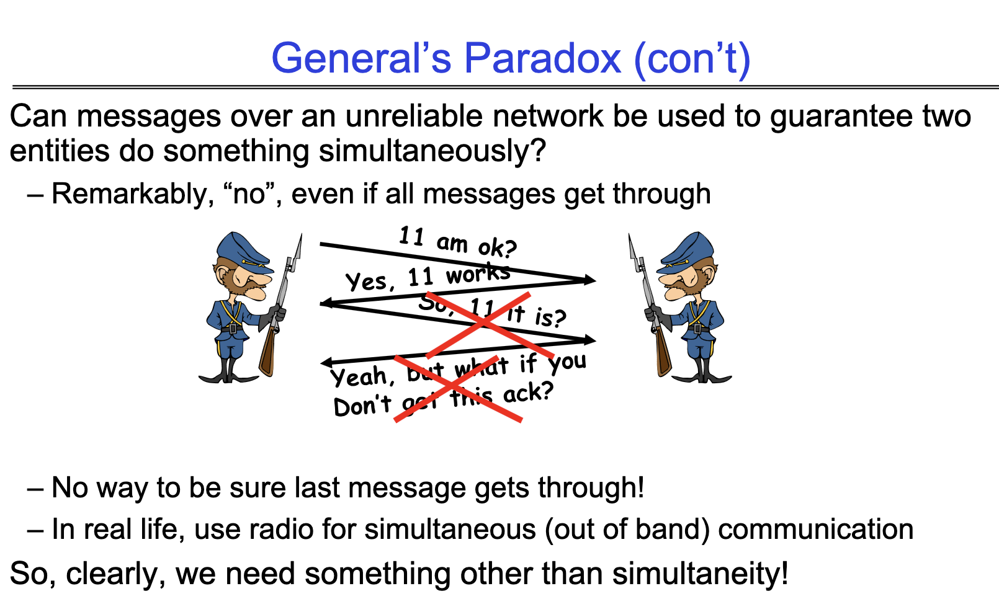 General’s Paradox (con’t)
Can messages over an unreliable network be used to guarantee two
entities do something simultaneously?
– Remarkably, “no”, even if all messages get through
11 am ok?
Yes, 11 works
So, 11 it is?
Yeah, but what if you
Don't get this ack?
– No way to be sure last message gets through!
– In real life, use radio for simultaneous (out of band) communication
So, clearly, we need something other than simultaneity!